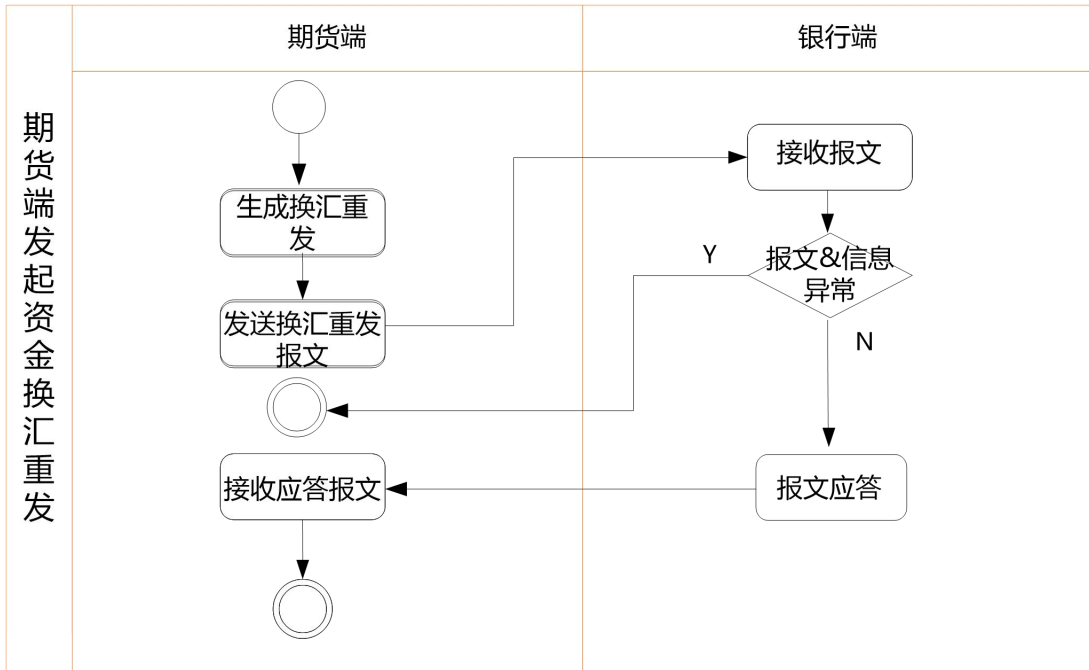 期货端
银行端
期货端发起资金换汇重发
生成换汇重
发
发送换汇重发
报文
接收报文
报文&信息
异常
Y
N
接收应答报文
报文应答